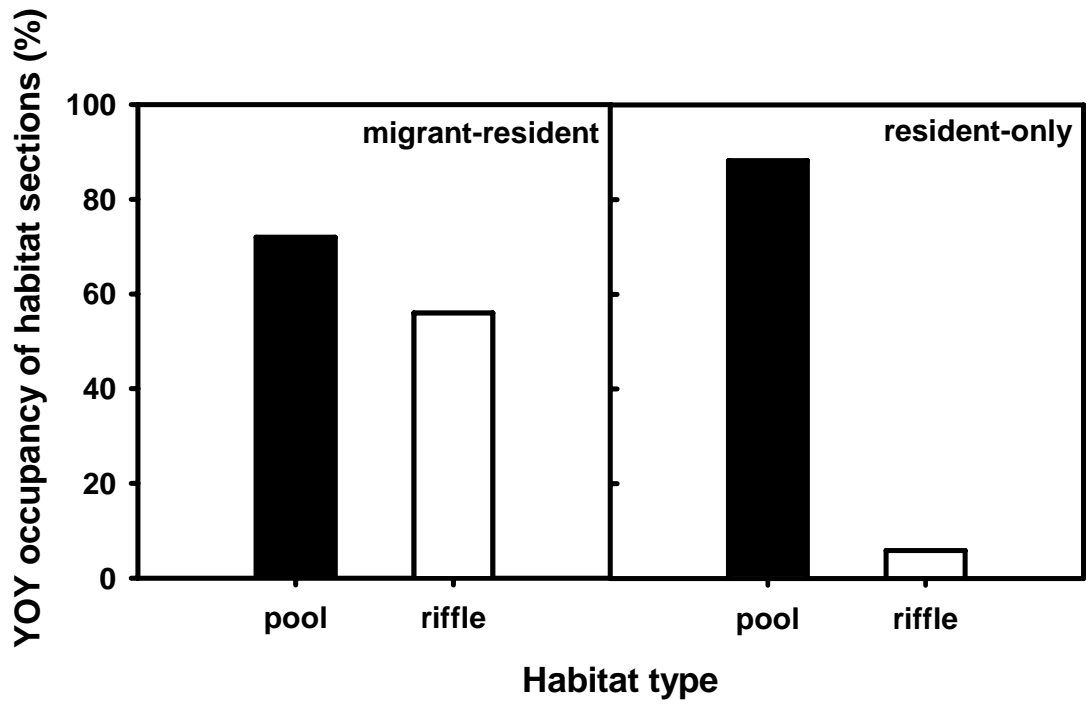 YOY occupancy of habitat sections (%)
100
80
60
40
20
0
migrant-resident
resident-only
pool
riffle
pool
riffle
Habitat type